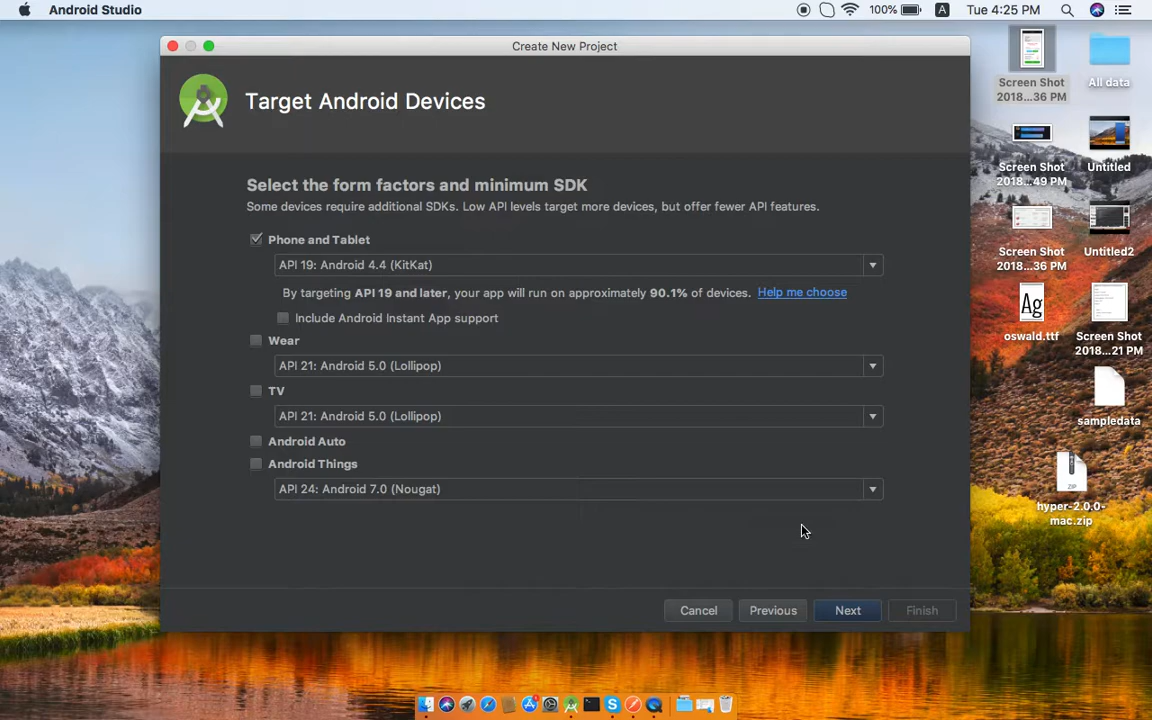 Android Studio
100%
A
Tue 4:25 PM
Create New Project
Target Android Devices
Select the form factors and minimum SDK
Some devices require additional SDKs. Low API levels target more devices, but offer fewer API features.
Phone and Tablet
API 19: Android 4.4 (KitKat)
By targeting API 19 and later, your app will run on approximately 90.1% of devices. Help me choose
Include Android Instant App support
Wear
API 21: Android 5.0 (Lollipop)
TV
API 21: Android 5.0 (Lollipop)
Android Auto
Android Things
API 24: Android 7.0 (Nougat)
Cancel
Previous
Next
Finish
Screen Shot
2018...36 PM
All data
Screen Shot
2018...49 PM
Untitled
Screen Shot
2018...36 PM
Untitled2
Ag
oswald.ttf
Screen Shot
2018...21 PM
sampledata
ZIP
hyper-2.0.0-
mac.zip